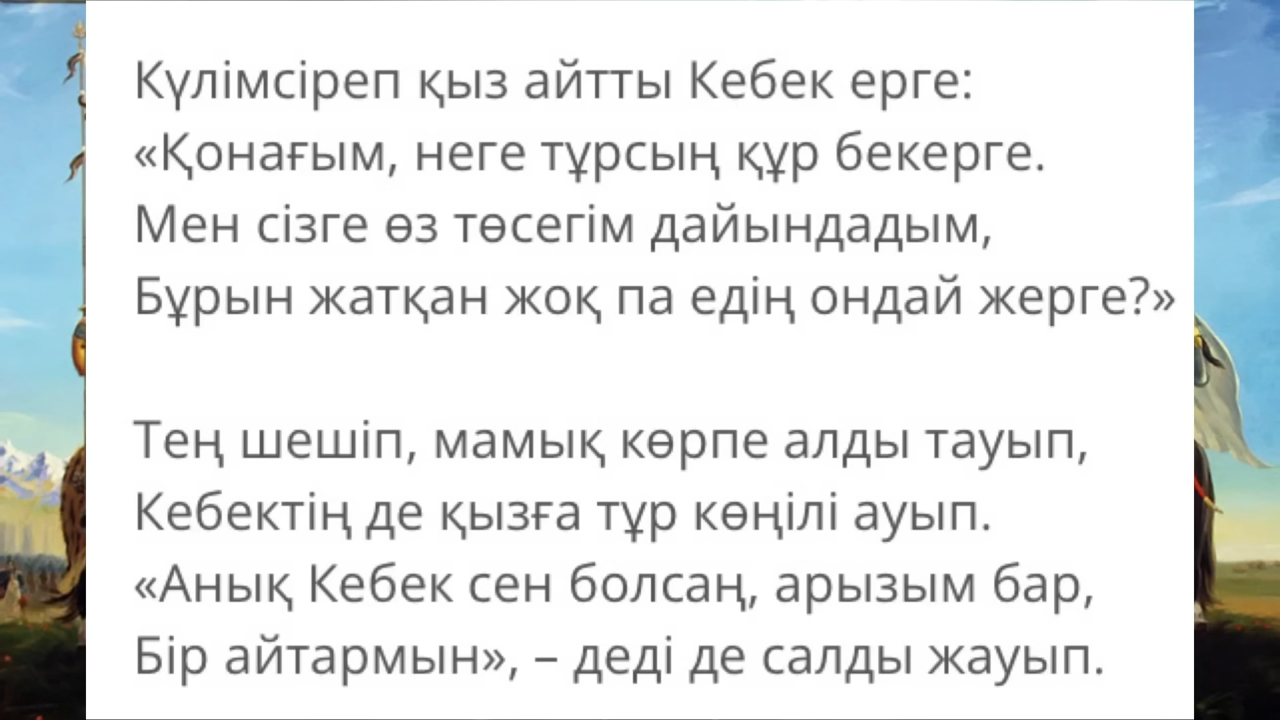 Күлімсіреп қыз айтты Кебек ерге:
«Қонағым, неге тұрсың құр бекерге.
Мен сізге өз төсегім дайындадым,
Бұрын жатқан жоқ па едің ондай жерге?»
Тең шешіп, мамық көрпе алды тауып,
Кебектің де қызға тұр көңілі ауып.
«Анық Кебек сен болсаң, арызым бар,
Бір айтармын», – деді де салды жауып.